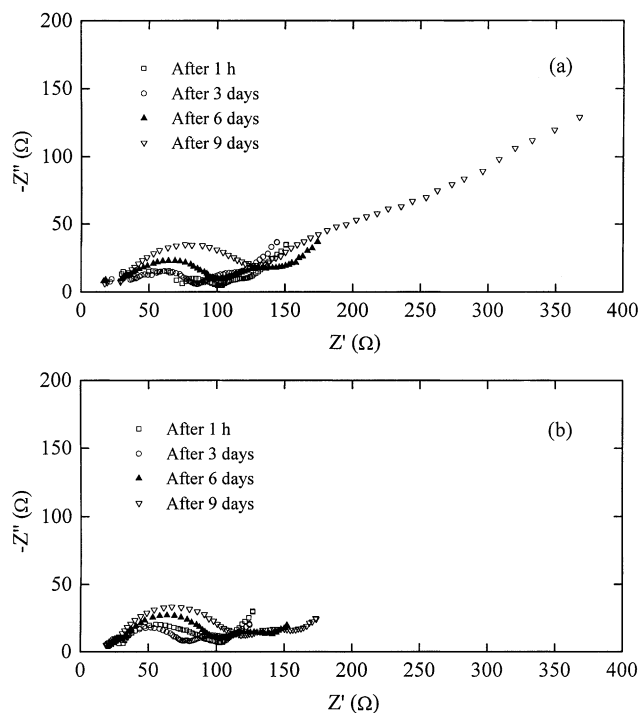 200
(a)
After 1 h
After 3 days
After 6 days
After 9 days
150
100
50
0
-Z" (Ω)
0 50 100 150 200 250 300 350 400
Z' (Ω)
200
(b)
After 1 h
After 3 days
After 6 days
After 9 days
150
100
50
0
-Z" (Ω)
0 50 100 150 200 250 300 350 400
Z' (Ω)